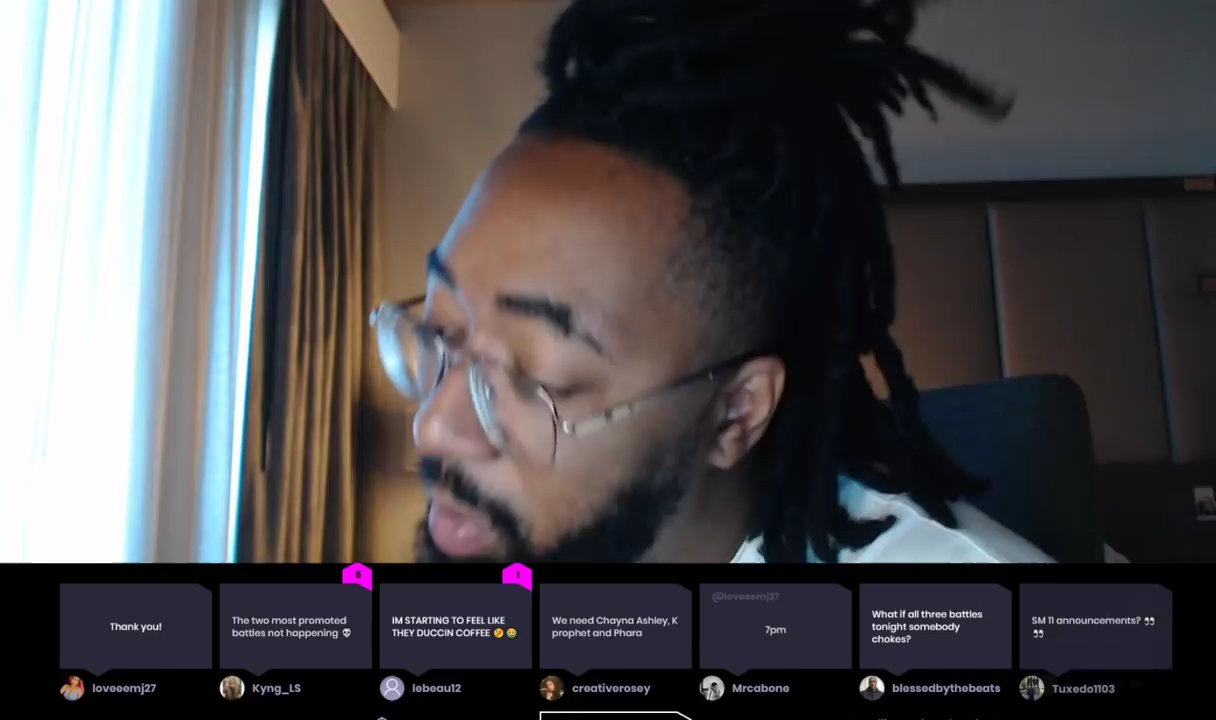 5
1
Thank you!
The two most promoted
battles not happening 💀
IM STARTING TO FEEL LIKE
THEY DUCCIN COFFEE 🤣 😂
We need Chayna Ashley, K
prophet and Phara
@loveeemj27
7pm
What if all three battles
tonight somebody
chokes?
SM 11 announcements? 👀
👀
loveeemj27
Kyng_LS
lebeau12
creativerosey
Mrcabone
blessedbythebeats
Tuxedo1103